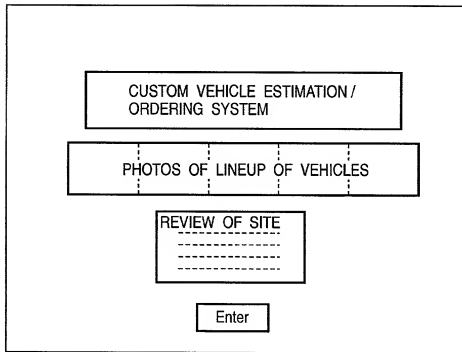 CUSTOM VEHICLE ESTIMATION/
ORDERING SYSTEM
PHOTOS OF LINEUP OF VEHICLES
REVIEW OF SITE
Enter